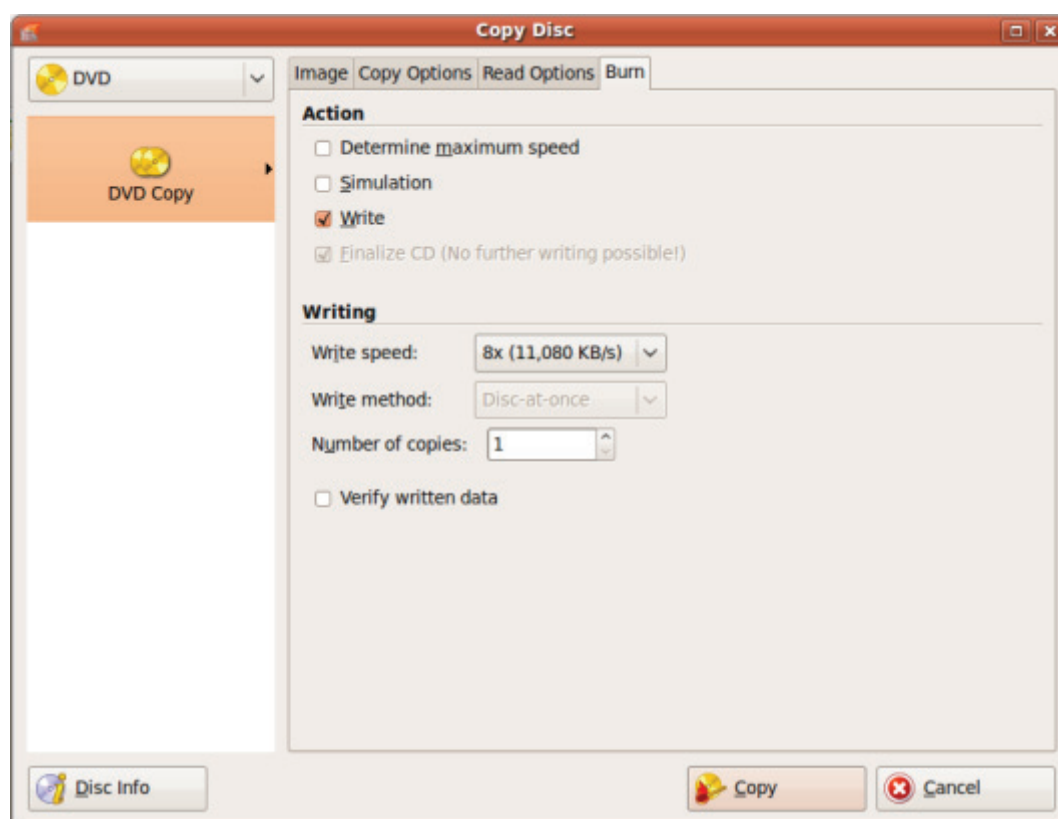 Copy Disc
DVD
Image Copy Options Read Options Burn
Action
Determine maximum speed
Simulation
DVD Copy
Write
Finalize CD (No further writing possible!)
Writing
Write speed: 8x (11,080 KB/s)
Write method: Disc-at-once
Number of copies: 1
Verify written data
Disc Info
Copy
Cancel